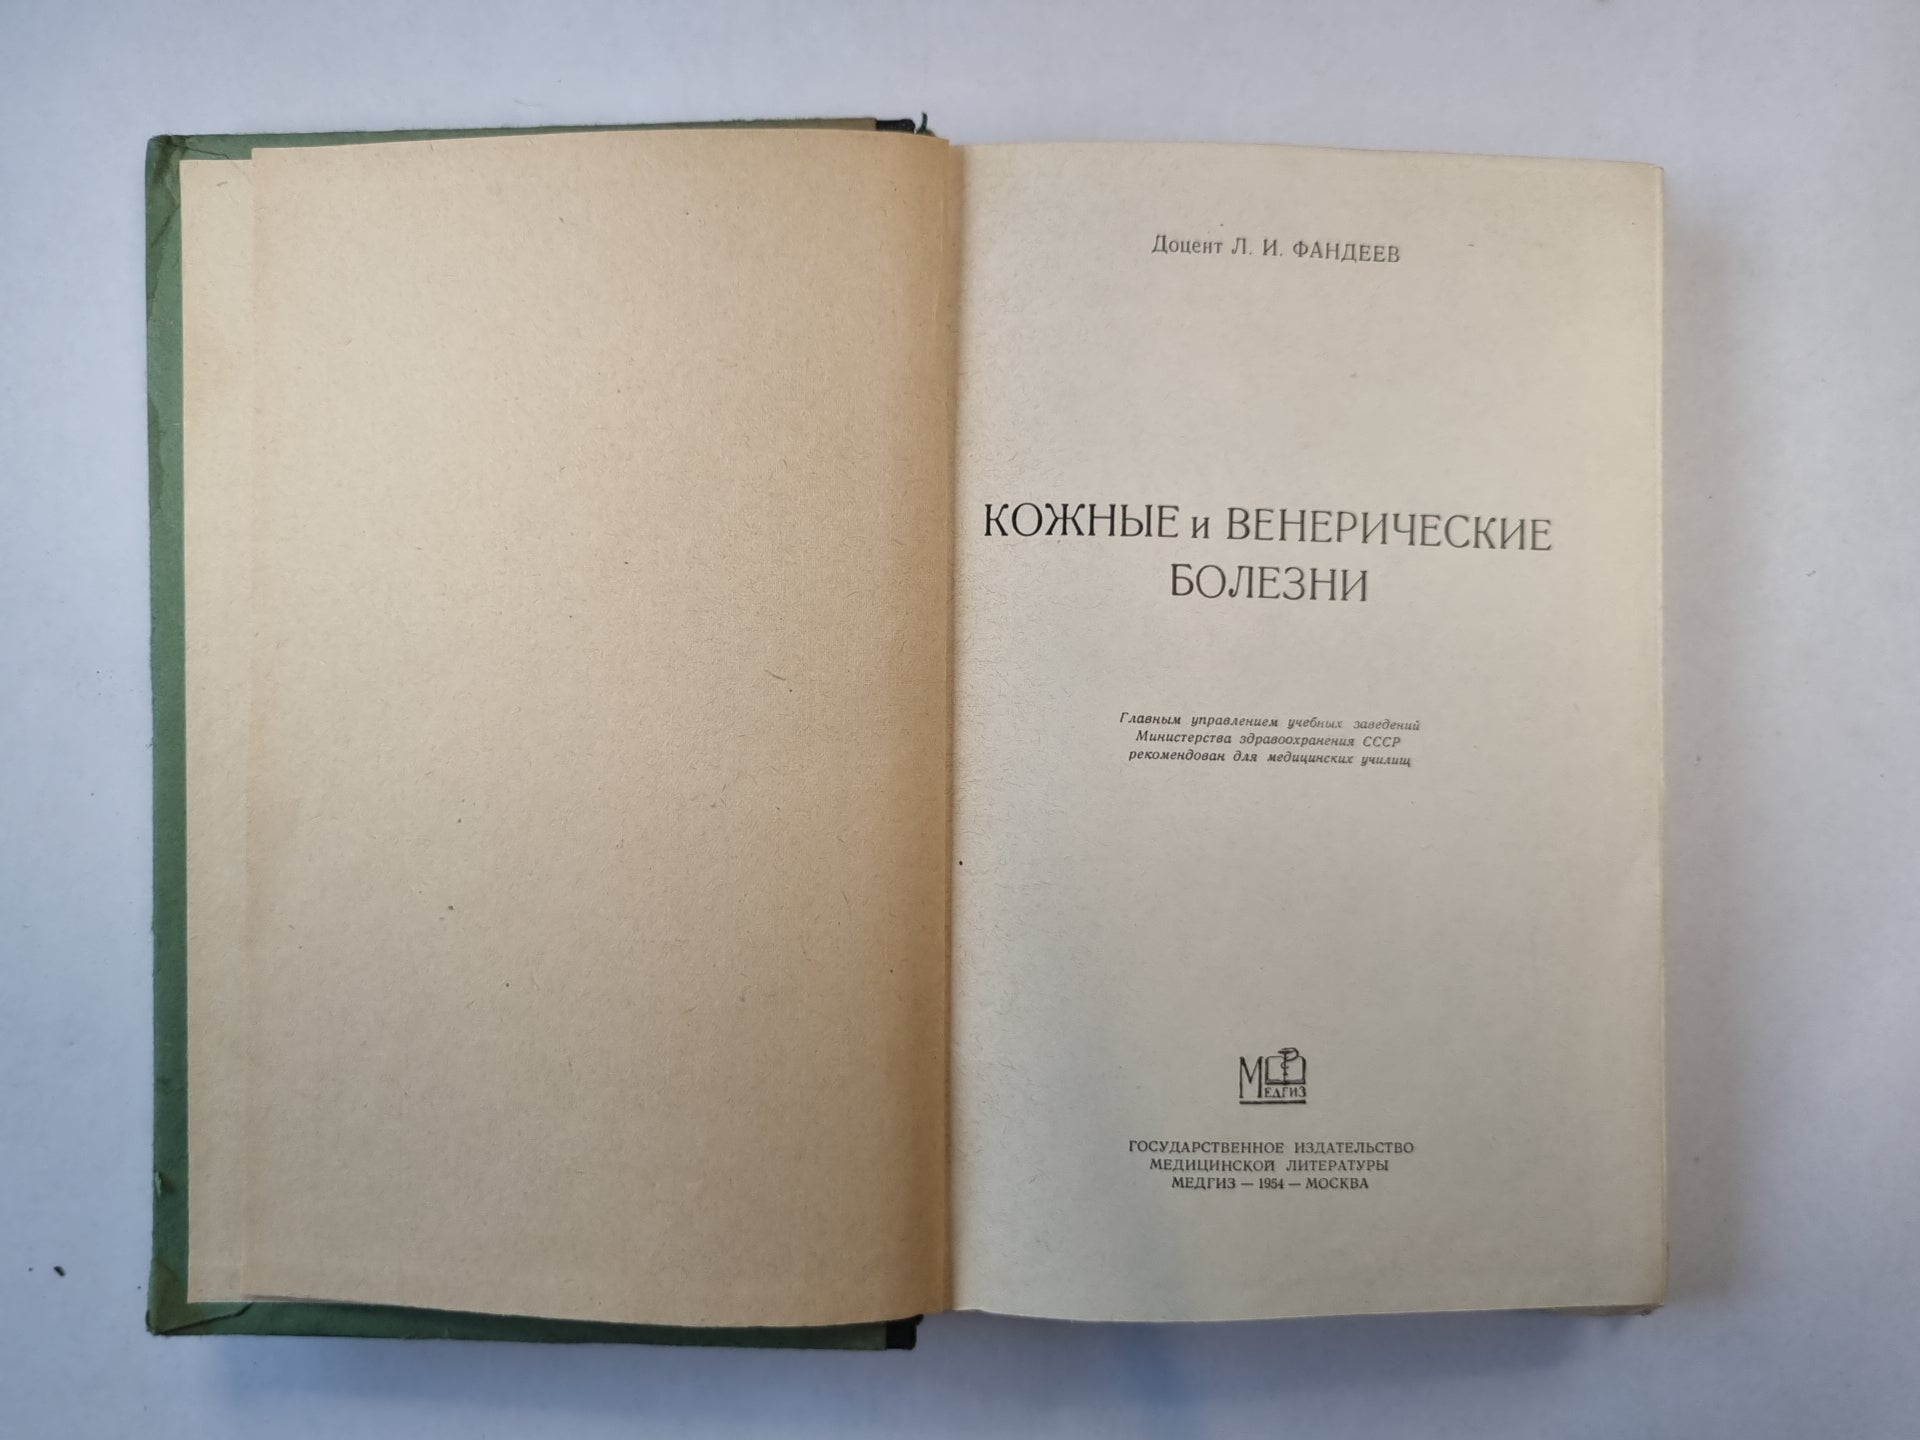 Доцент Л. И. ФАНДЕЕВ
КОЖНЫЕ и ВЕНЕРИЧЕСКИЕ
БОЛЕЗНИ
Главным управлением учебных заведений
Министерства здравоохранения СССР
рекомендован для медицинских училищ
МЕДГИЗ
ГОСУДАРСТВЕННОЕ ИЗДАТЕЛЬСТВО
МЕДИЦИНСКОЙ ЛИТЕРАТУРЫ
МЕДГИЗ — 1954 — МОСКВА